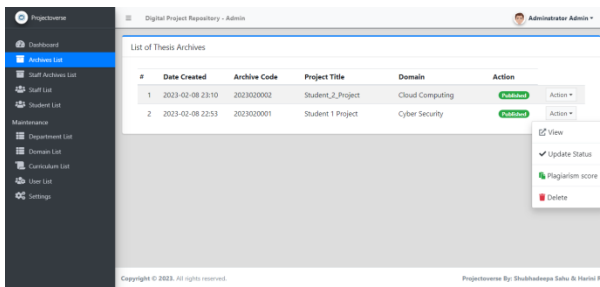 Projectoverse
Digital Project Repository - Admin
Adminstrator Admin
Dashboard
Archives List
Staff Archives List
Staff List
Student List
Maintenance
Department List
Domain List
Curriculum List
User List
Settings
List of Thesis Archives
# Date Created Archive Code Project Title Domain Action
1 2023-02-08 23:10 2023020002 Student_2_Project Cloud Computing Published Action
2 2023-02-08 22:53 2023020001 Student 1 Project Cyber Security Published Action
View
Update Status
Plagiarism score
Delete
Copyright © 2023. All rights reserved.
Projectoverse By: Shubhadeepa Sahu & Harini